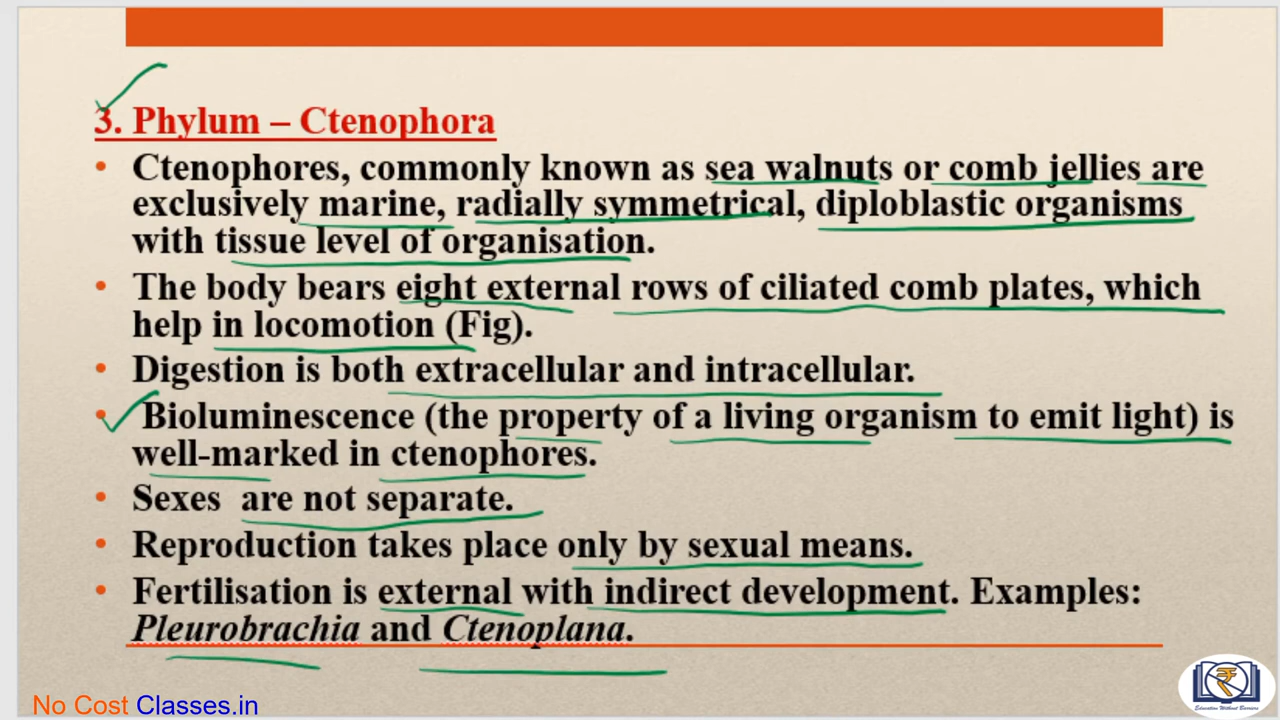 3. Phylum – Ctenophora
• Ctenophores, commonly known as sea walnuts or comb jellies are
exclusively marine, radially symmetrical, diploblastic organisms
with tissue level of organisation.
• The body bears eight external rows of ciliated comb plates, which
help in locomotion (Fig).
• Digestion is both extracellular and intracellular.
• Bioluminescence (the property of a living organism to emit light) is
well-marked in ctenophores.
• Sexes are not separate.
• Reproduction takes place only by sexual means.
• Fertilisation is external with indirect development. Examples:
Pleurobrachia and Ctenoplana.
No Cost Classes.in
Education Without Barriers